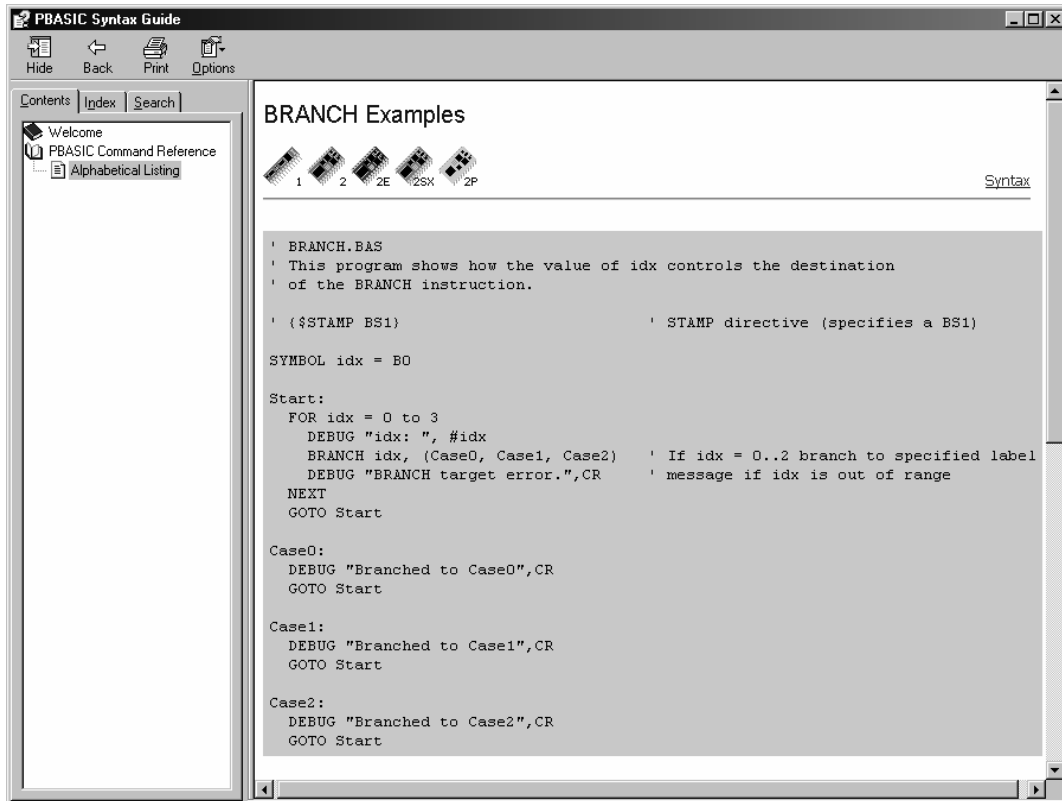 PBASIC Syntax Guide
Hide Back Print Options
Contents Index Search
Welcome
PBASIC Command Reference
Alphabetical Listing
BRANCH Examples
1 2 2E 2SX 2P
Syntax
' BRANCH.BAS
' This program shows how the value of idx controls the destination
' of the BRANCH instruction.
' {$STAMP BS1} ' STAMP directive (specifies a BS1)
SYMBOL idx = B0
Start:
FOR idx = 0 to 3
DEBUG "idx: ", #idx
BRANCH idx, (Case0, Case1, Case2) ' If idx = 0..2 branch to specified label
DEBUG "BRANCH target error.",CR ' message if idx is out of range
NEXT
GOTO Start
Case0:
DEBUG "Branched to Case0",CR
GOTO Start
Case1:
DEBUG "Branched to Case1",CR
GOTO Start
Case2:
DEBUG "Branched to Case2",CR
GOTO Start